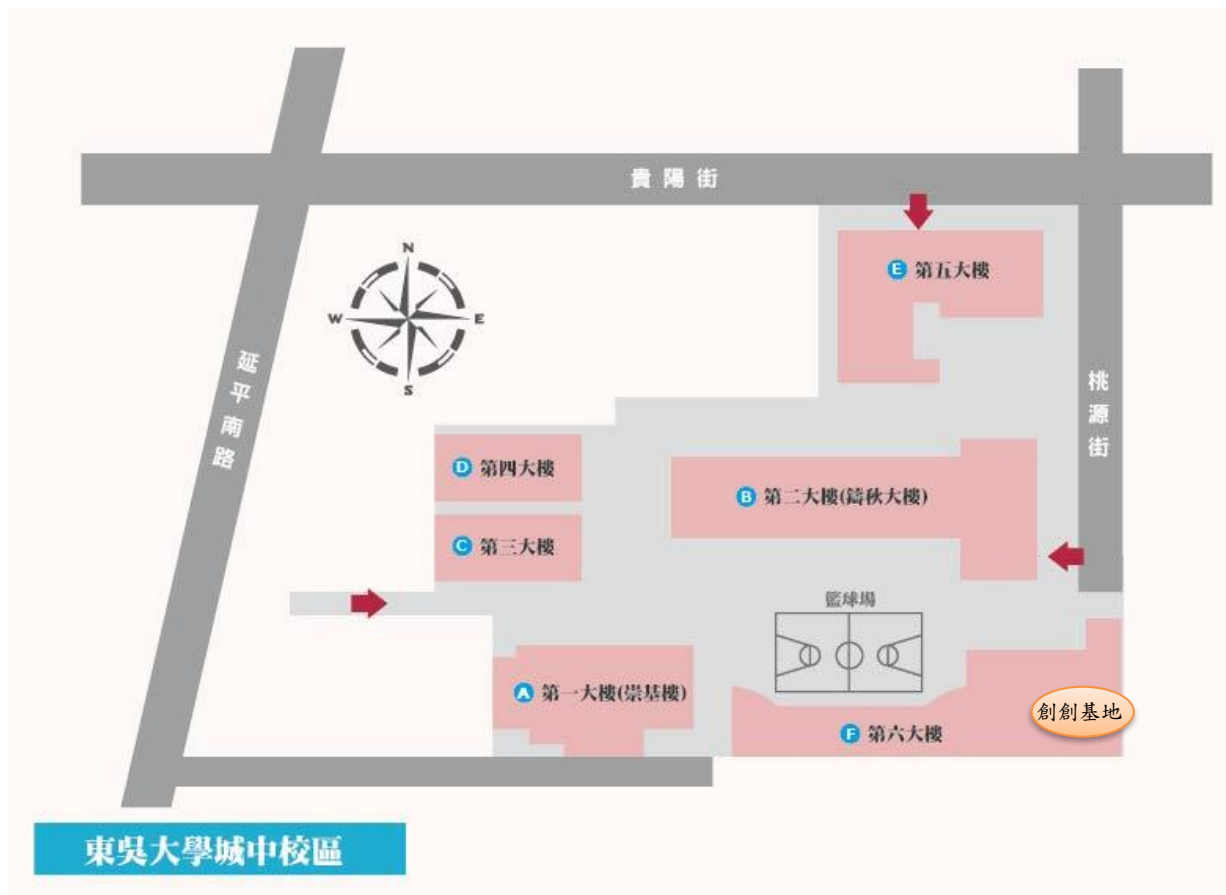 貴陽街
N
W
E
S
E 第五大樓
延平南路
桃源街
D 第四大樓
B 第二大樓(鑄秋大樓)
C 第三大樓
籃球場
A 第一大樓(崇基樓)
創創基地
F 第六大樓
東吳大學城中校區